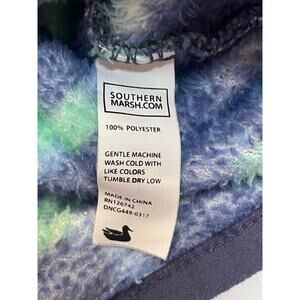 SOUTHERN
MARSH.COM
100% POLYESTER
GENTLE MACHINE
WASH COLD WITH
LIKE COLORS
TUMBLE DRY LOW
MADE IN CHINA
RN126742
DNCG449-0317